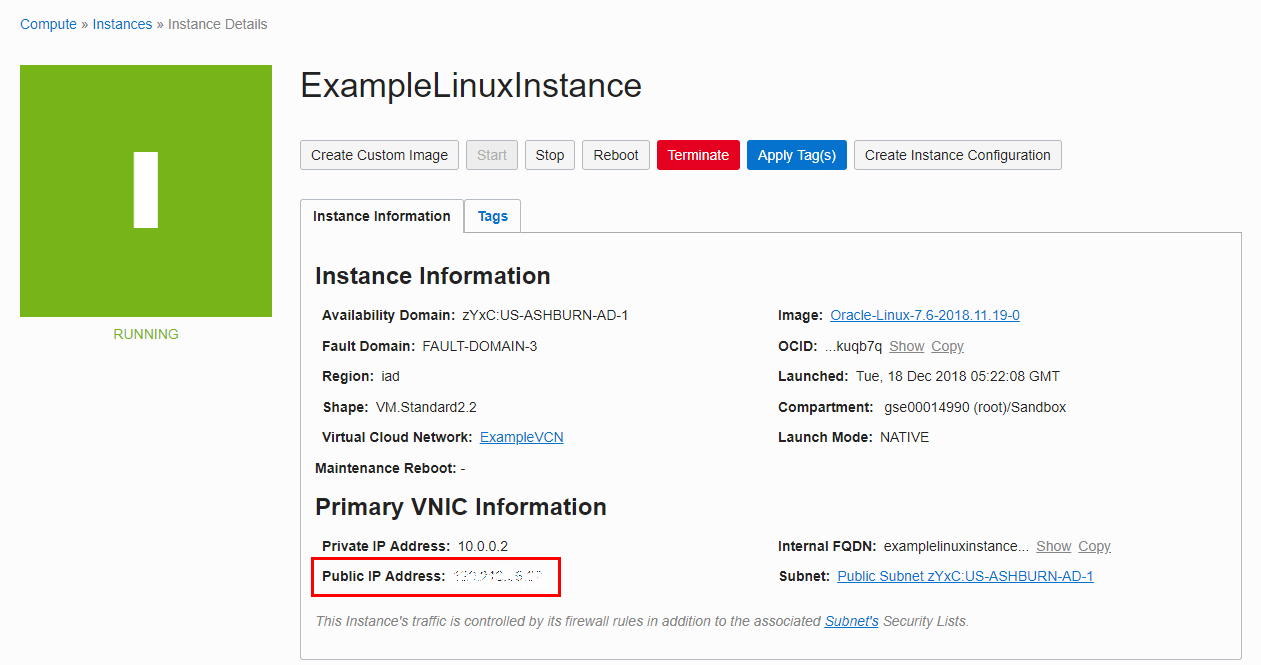 Compute » Instances » Instance Details
I
RUNNING
ExampleLinuxInstance
Create Custom Image Start Stop Reboot Terminate Apply Tag(s) Create Instance Configuration
Instance Information Tags
Instance Information
Availability Domain: zYxC:US-ASHBURN-AD-1
Fault Domain: FAULT-DOMAIN-3
Region: iad
Shape: VM.Standard2.2
Virtual Cloud Network: ExampleVCN
Maintenance Reboot: -
Image: Oracle-Linux-7.6-2018.11.19-0
OCID: ...kuqb7q Show Copy
Launched: Tue, 18 Dec 2018 05:22:08 GMT
Compartment: gse00014990 (root)/Sandbox
Launch Mode: NATIVE
Primary VNIC Information
Private IP Address: 10.0.0.2
Public IP Address:
Internal FQDN: examplelinuxinstance... Show Copy
Subnet: Public Subnet zYxC:US-ASHBURN-AD-1
This Instance's traffic is controlled by its firewall rules in addition to the associated Subnet's Security Lists.